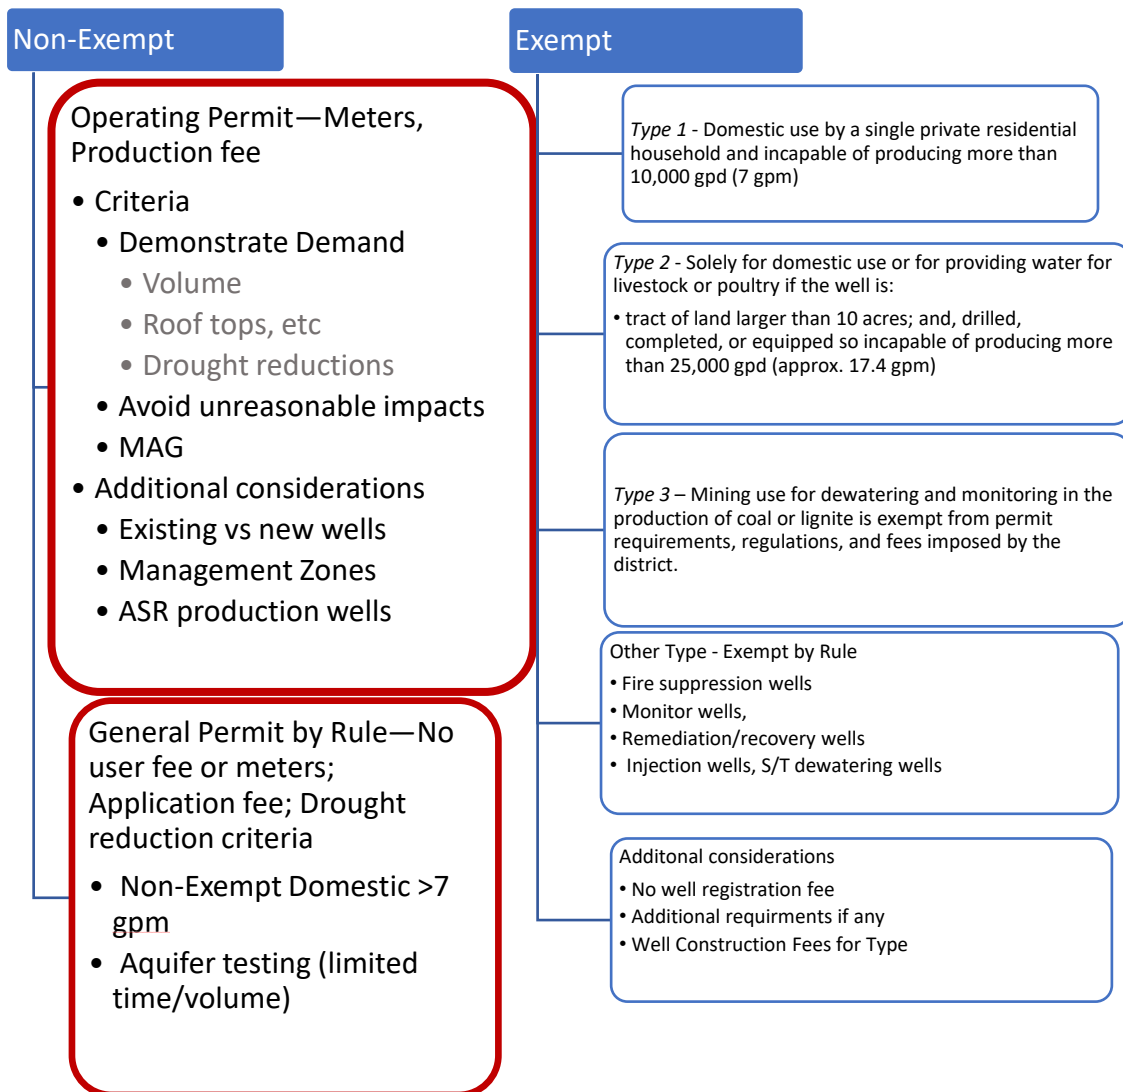 Non-Exempt
Operating Permit—Meters,
Production fee
• Criteria
• Demonstrate Demand
• Volume
• Roof tops, etc
• Drought reductions
• Avoid unreasonable impacts
• MAG
• Additional considerations
• Existing vs new wells
• Management Zones
• ASR production wells
General Permit by Rule—No
user fee or meters;
Application fee; Drought
reduction criteria
• Non-Exempt Domestic >7
gpm
• Aquifer testing (limited
time/volume)
Exempt
Type 1 - Domestic use by a single private residential
household and incapable of producing more than
10,000 gpd (7 gpm)
Type 2 - Solely for domestic use or for providing water for
livestock or poultry if the well is:
• tract of land larger than 10 acres; and, drilled,
completed, or equipped so incapable of producing more
than 25,000 gpd (approx. 17.4 gpm)
Type 3 – Mining use for dewatering and monitoring in the
production of coal or lignite is exempt from permit
requirements, regulations, and fees imposed by the
district.
Other Type - Exempt by Rule
• Fire suppression wells
• Monitor wells,
• Remediation/recovery wells
• Injection wells, S/T dewatering wells
Additonal considerations
• No well registration fee
• Additional requirments if any
• Well Construction Fees for Type